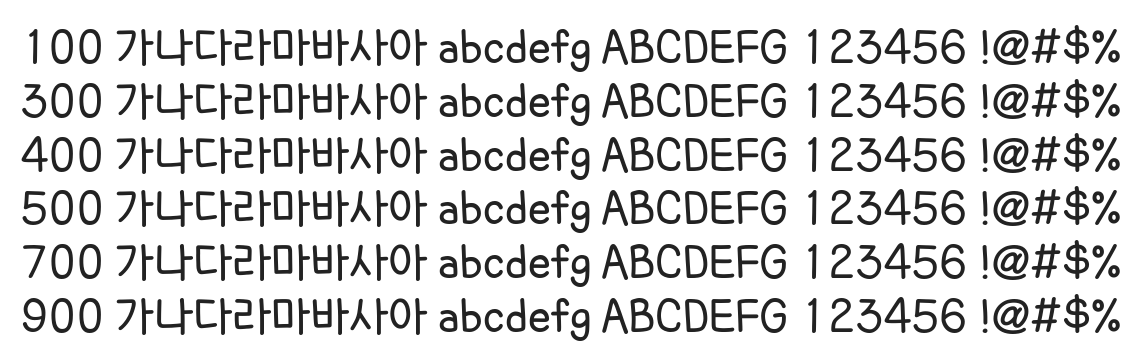 100 가나다라마바사아 abcdefg ABCDEFG 123456 !@#$%
300 가나다라마바사아 abcdefg ABCDEFG 123456 !@#$%
400 가나다라마바사아 abcdefg ABCDEFG 123456 !@#$%
500 가나다라마바사아 abcdefg ABCDEFG 123456 !@#$%
700 가나다라마바사아 abcdefg ABCDEFG 123456 !@#$%
900 가나다라마바사아 abcdefg ABCDEFG 123456 !@#$%